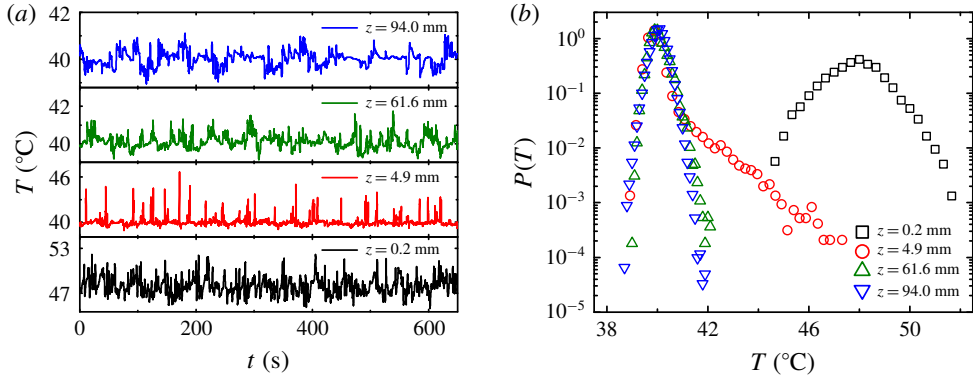 (a)
42
z = 94.0 mm
40
42
z = 61.6 mm
40
T (°C)
46
z = 4.9 mm
40
53
z = 0.2 mm
47
0 200 400 600
t (s)
(b)
10⁰
10⁻¹
10⁻²
P(T)
10⁻³
z = 0.2 mm
z = 4.9 mm
10⁻⁴
z = 61.6 mm
z = 94.0 mm
10⁻⁵
38 42 46 50
T (°C)